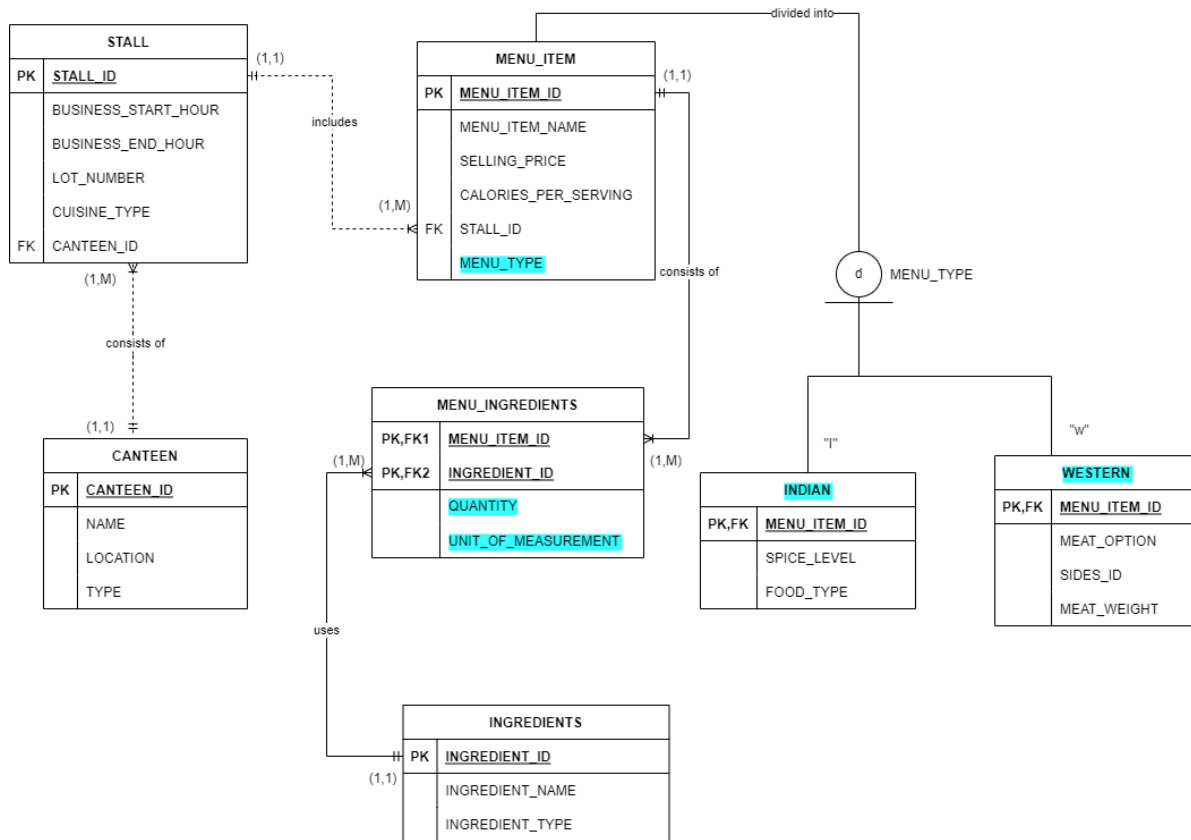 STALL
PK STALL_ID
BUSINESS_START_HOUR
BUSINESS_END_HOUR
LOT_NUMBER
CUISINE_TYPE
FK CANTEEN_ID
(1,1)
includes
(1,M)
(1,M)
consists of
(1,1)
CANTEEN
PK CANTEEN_ID
NAME
LOCATION
TYPE
MENU_ITEM
PK MENU_ITEM_ID
MENU_ITEM_NAME
SELLING_PRICE
CALORIES_PER_SERVING
FK STALL_ID
MENU_TYPE
(1,1)
consists of
(1,M)
divided into
d MENU_TYPE
"I"
"w"
MENU_INGREDIENTS
PK,FK1 MENU_ITEM_ID
PK,FK2 INGREDIENT_ID
QUANTITY
UNIT_OF_MEASUREMENT
(1,M)
uses
(1,1)
INDIAN
PK,FK MENU_ITEM_ID
SPICE_LEVEL
FOOD_TYPE
WESTERN
PK,FK MENU_ITEM_ID
MEAT_OPTION
SIDES_ID
MEAT_WEIGHT
INGREDIENTS
PK INGREDIENT_ID
INGREDIENT_NAME
INGREDIENT_TYPE